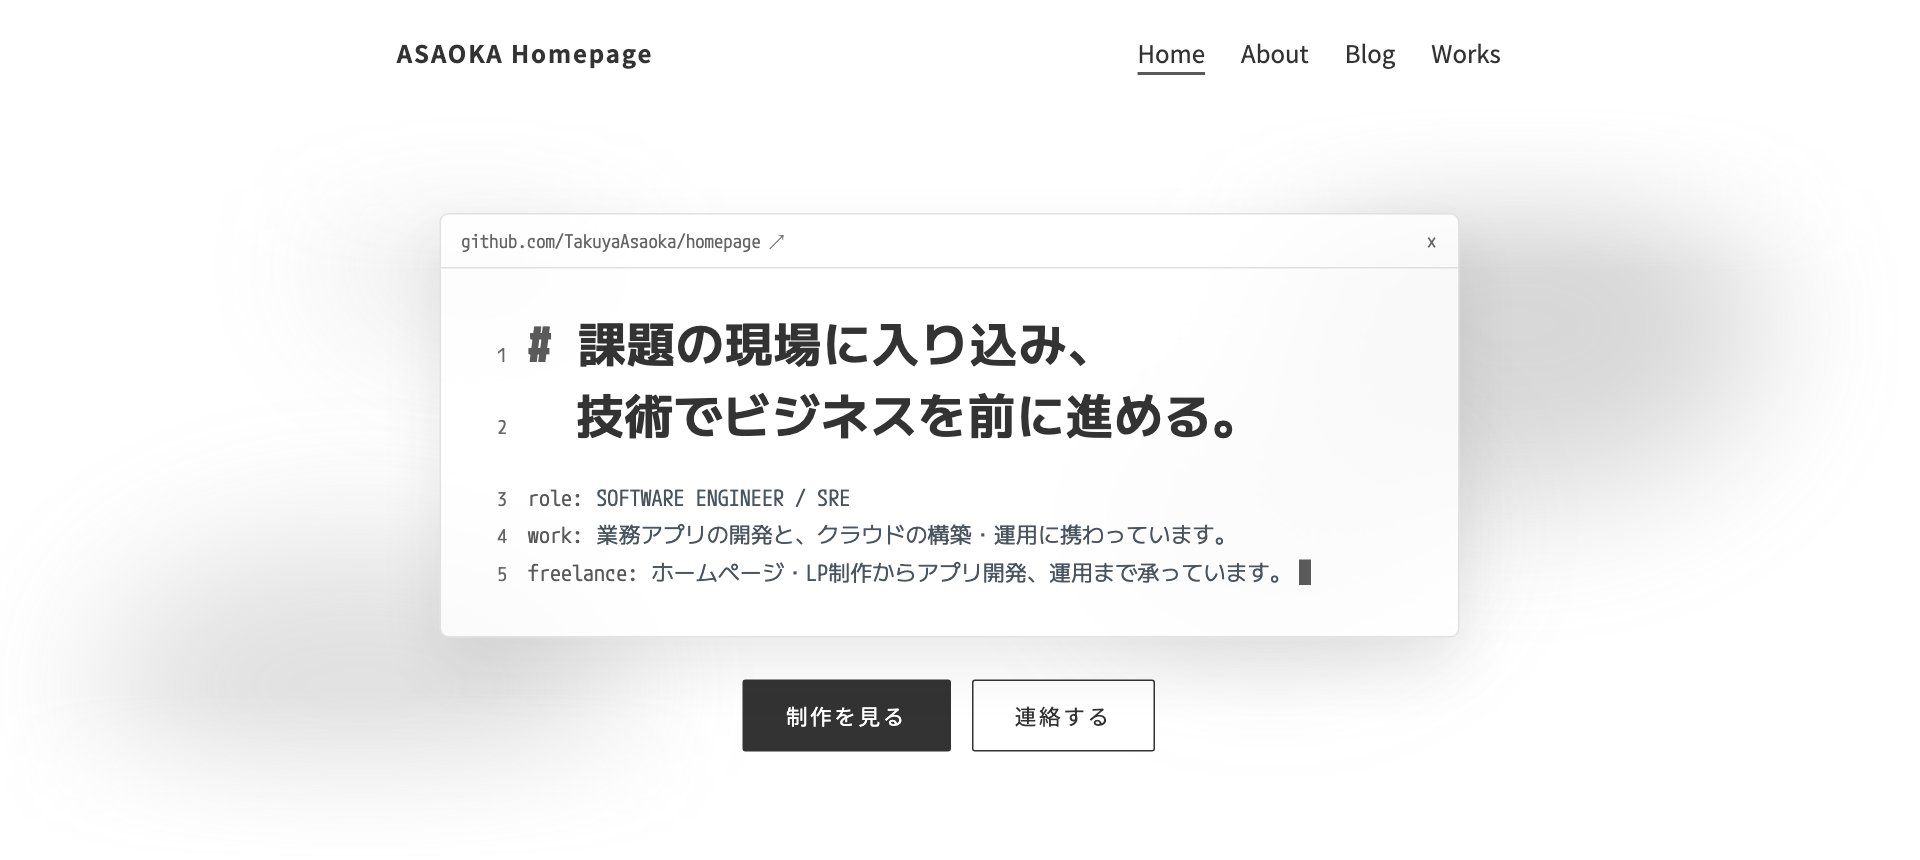 ASAOKA Homepage
Home About Blog Works
github.com/TakuyaAsaoka/homepage ↗ x
1 # 課題の現場に入り込み、
2 技術でビジネスを前に進める。
3 role: SOFTWARE ENGINEER / SRE
4 work: 業務アプリの開発と、クラウドの構築・運用に携わっています。
5 freelance: ホームページ・LP制作からアプリ開発、運用まで承っています。
制作を見る 連絡する